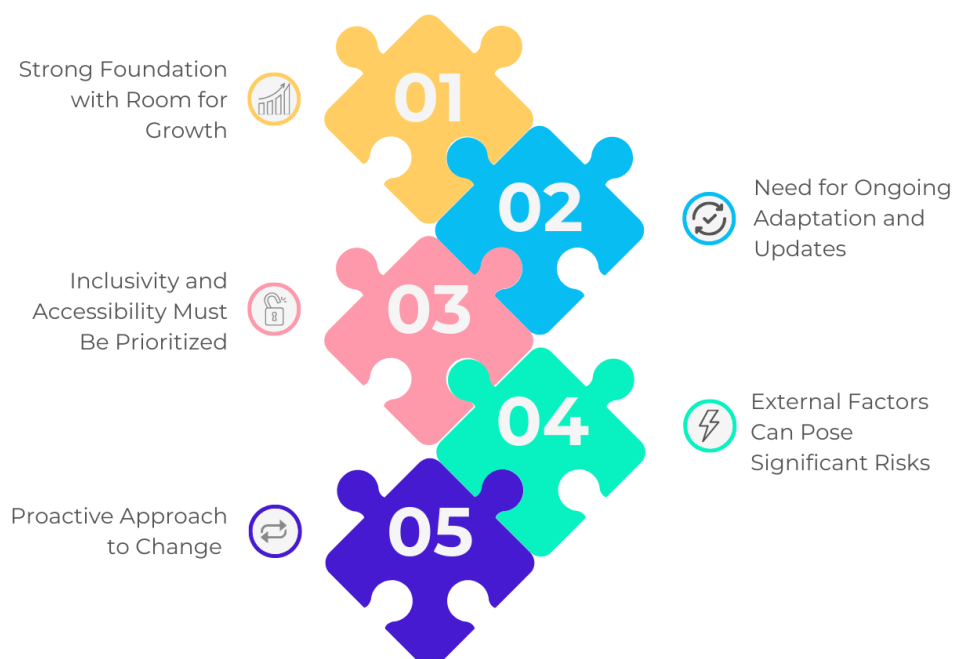 01
Strong Foundation
with Room for
Growth
02
Need for Ongoing
Adaptation and
Updates
03
Inclusivity and
Accessibility Must
Be Prioritized
04
External Factors
Can Pose
Significant Risks
05
Proactive Approach
to Change